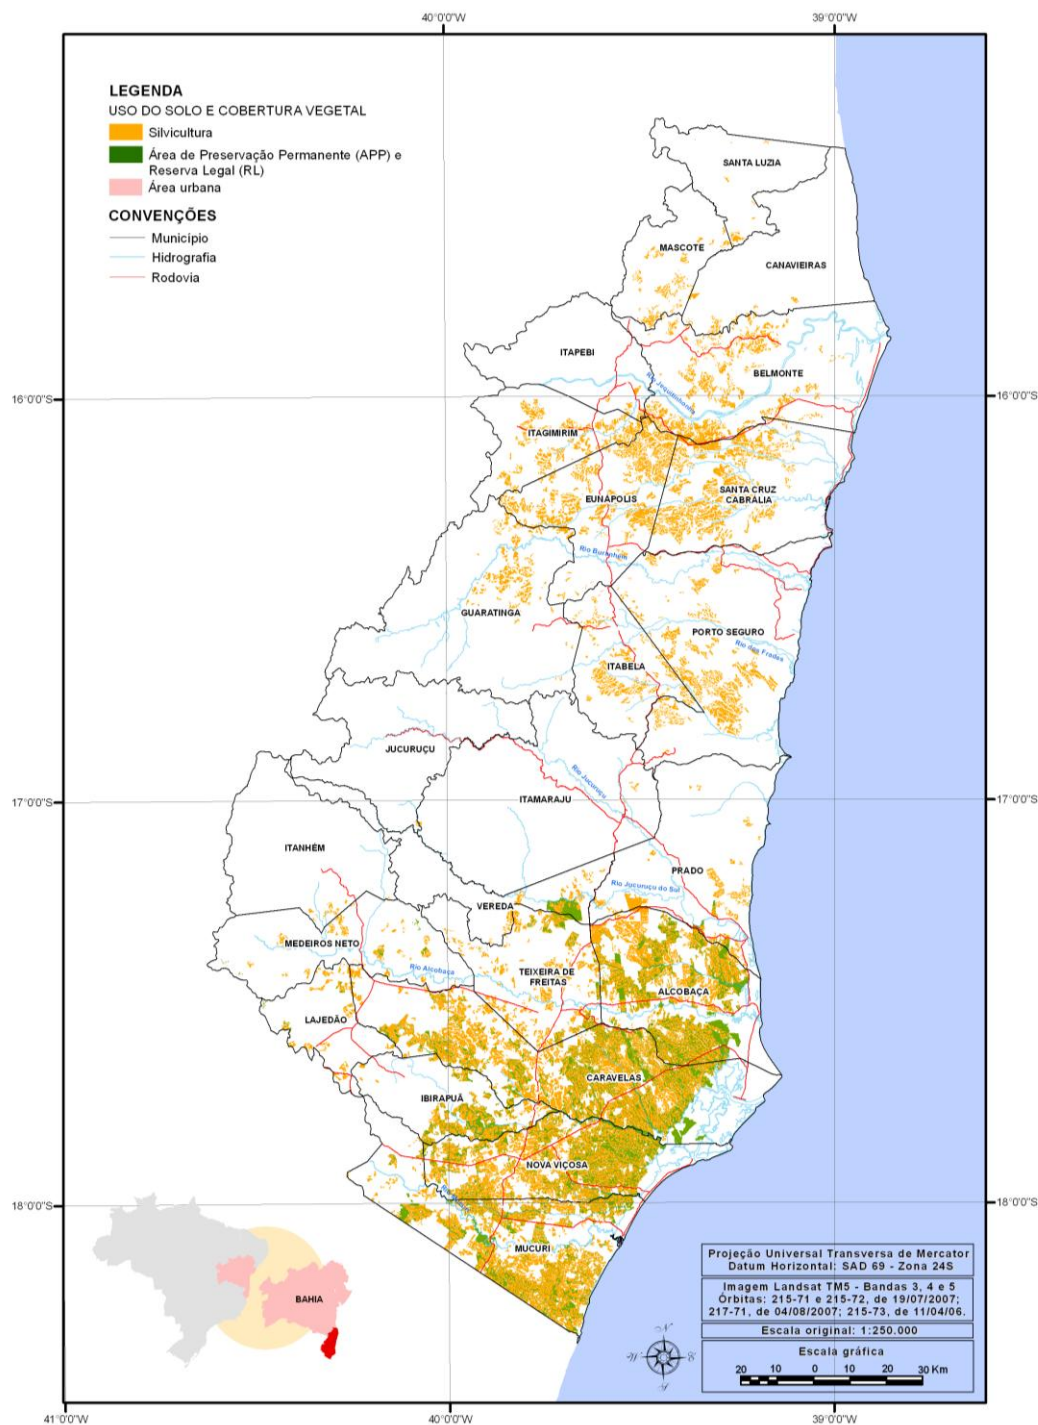 40°0'0"W
39°0'0"W
LEGENDA
USO DO SOLO E COBERTURA VEGETAL
Silvicultura
Área de Preservação Permanente (APP) e
Reserva Legal (RL)
Área urbana
CONVENÇÕES
Município
Hidrografia
Rodovia
SANTA LUZIA
MASCOTE
CANAVIEIRAS
ITAPEBI
BELMONTE
Rio Jequitinhonha
16°0'0"S
16°0'0"S
ITAGIMIRIM
EUNÁPOLIS
SANTA CRUZ
CABRÁLIA
Rio Buranhém
GUARATINGA
PORTO SEGURO
Rio dos Frades
ITABELA
JUCURUÇU
Rio Jucuruçu
ITAMARAJU
17°0'0"S
17°0'0"S
ITANHÉM
PRADO
Rio Jucuruçu do Sul
VEREDA
MEDEIROS NETO
Rio Alcobaça
TEIXEIRA DE
FREITAS
ALCOBAÇA
LAJEDÃO
CARAVELAS
IBIRAPUÃ
NOVA VIÇOSA
18°0'0"S
18°0'0"S
MUCURI
BAHIA
Projeção Universal Transversa de Mercator
Datum Horizontal: SAD 69 - Zona 24S
Imagem Landsat TM5 - Bandas 3, 4 e 5
Órbitas: 215-71 e 215-72, de 19/07/2007;
217-71, de 04/08/2007; 215-73, de 11/04/06.
Escala original: 1:250.000
Escala gráfica
20 10 0 10 20 30 Km
N
S
41°0'0"W
40°0'0"W
39°0'0"W